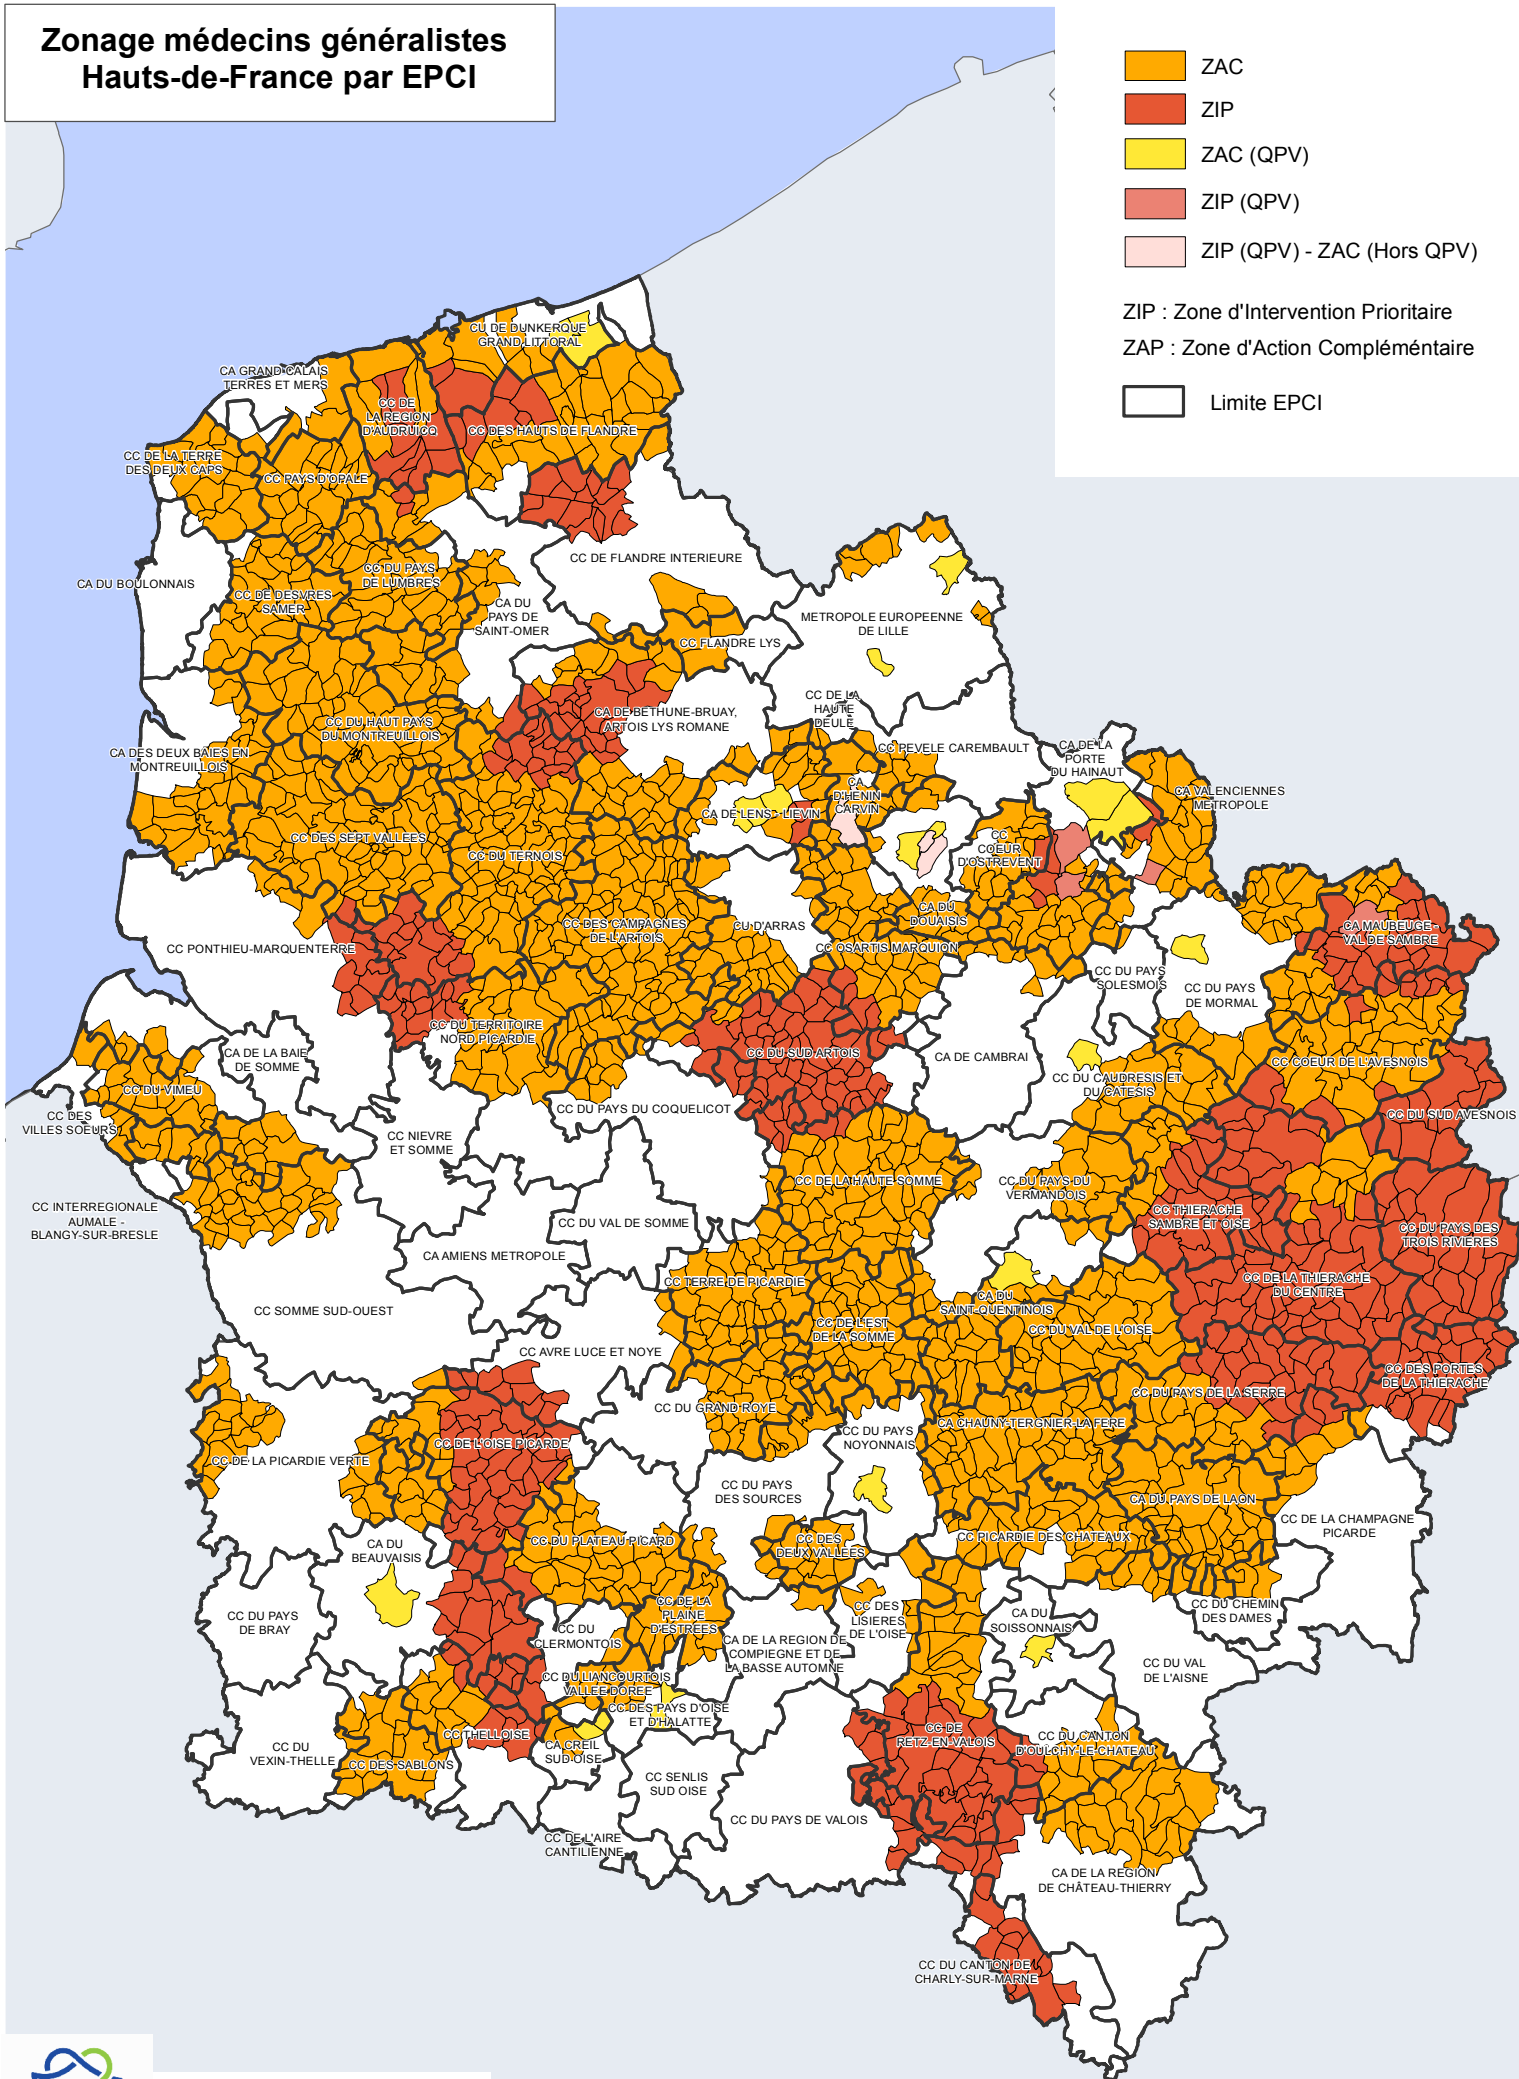 Zonage médecins généralistes
Hauts-de-France par EPCI
ZAC
ZIP
ZAC (QPV)
ZIP (QPV)
ZIP (QPV) - ZAC (Hors QPV)
ZIP : Zone d'Intervention Prioritaire
ZAP : Zone d'Action Compléméntaire
Limite EPCI
CU DE DUNKERQUE
GRAND LITTORAL
CA GRAND CALAIS
TERRES ET MERS
CC DE
LA REGION
D'AUDRUICQ
CC DES HAUTS DE FLANDRE
CC DE LA TERRE
DES DEUX CAPS
CC PAYS D'OPALE
CC DE FLANDRE INTERIEURE
CA DU BOULONNAIS
CC DU PAYS
DE LUMBRES
CC DE DESVRES
SAMER
CA DU
PAYS DE
SAINT-OMER
METROPOLE EUROPEENNE
DE LILLE
CC FLANDRE LYS
CC DE LA
HAUTE
DEULE
CA DE BETHUNE-BRUAY,
ARTOIS LYS ROMANE
CC DU HAUT PAYS
DU MONTREUILLOIS
CC PEVELE CAREMBAULT
CA DE LA
PORTE
DU HAINAUT
CA DES DEUX BAIES EN
MONTREUILLOIS
CA
D'HENIN
CARVIN
CA VALENCIENNES
METROPOLE
CA DE LENS - LIEVIN
CC DES SEPT VALLEES
CC DU TERNOIS
CC
COEUR
D'OSTREVENT
CA DU
DOUAISIS
CC DES CAMPAGNES
DE L'ARTOIS
CU D'ARRAS
CA MAUBEUGE -
VAL DE SAMBRE
CC PONTHIEU-MARQUENTERRE
CC OSARTIS MARQUION
CC DU PAYS
SOLESMOIS
CC DU PAYS
DE MORMAL
CC DU TERRITOIRE
NORD PICARDIE
CA DE LA BAIE
DE SOMME
CC DU SUD ARTOIS
CA DE CAMBRAI
CC COEUR DE L'AVESNOIS
CC DU VIMEU
CC DU CAUDRESIS ET
DU CATESIS
CC DES
VILLES SOEURS
CC DU PAYS DU COQUELICOT
CC DU SUD AVESNOIS
CC NIEVRE
ET SOMME
CC DE LA HAUTE SOMME
CC DU PAYS DU
VERMANDOIS
CC INTERREGIONALE
AUMALE -
BLANGY-SUR-BRESLE
CC DU VAL DE SOMME
CC THIERACHE
SAMBRE ET OISE
CC DU PAYS DES
TROIS RIVIERES
CA AMIENS METROPOLE
CC TERRE DE PICARDIE
CC DE LA THIERACHE
DU CENTRE
CC SOMME SUD-OUEST
CA DU
SAINT-QUENTINOIS
CC DE L'EST
DE LA SOMME
CC DU VAL DE L'OISE
CC AVRE LUCE ET NOYE
CC DES PORTES
DE LA THIERACHE
CC DU PAYS DE LA SERRE
CC DU GRAND ROYE
CA CHAUNY-TERGNIER-LA FERE
CC DU PAYS
NOYONNAIS
CC DE L'OISE PICARDE
CC DE LA PICARDIE VERTE
CC DU PAYS
DES SOURCES
CA DU PAYS DE LAON
CC DE LA CHAMPAGNE
PICARDE
CA DU
BEAUVAISIS
CC DU PLATEAU PICARD
CC DES
DEUX VALLEES
CC PICARDIE DES CHATEAUX
CC DU PAYS
DE BRAY
CC DU
CLERMONTOIS
CC DE LA
PLAINE
D'ESTREES
CC DES
LISIERES
DE L'OISE
CA DU
SOISSONNAIS
CC DU CHEMIN
DES DAMES
CA DE LA REGION DE
COMPIEGNE ET DE
LA BASSE AUTOMNE
CC DU VAL
DE L'AISNE
CC DU LIANCOURTOIS
VALLEE DOREE
CC DES PAYS D'OISE
ET D'HALATTE
CC DU
VEXIN-THELLE
CC THELLOISE
CC DE
RETZ-EN-VALOIS
CC DU CANTON
D'OULCHY-LE-CHATEAU
CC DES SABLONS
CA CREIL
SUD OISE
CC SENLIS
SUD OISE
CC DU PAYS DE VALOIS
CC DE L'AIRE
CANTILIENNE
CA DE LA REGION
DE CHÂTEAU-THIERRY
CC DU CANTON DE
CHARLY-SUR-MARNE